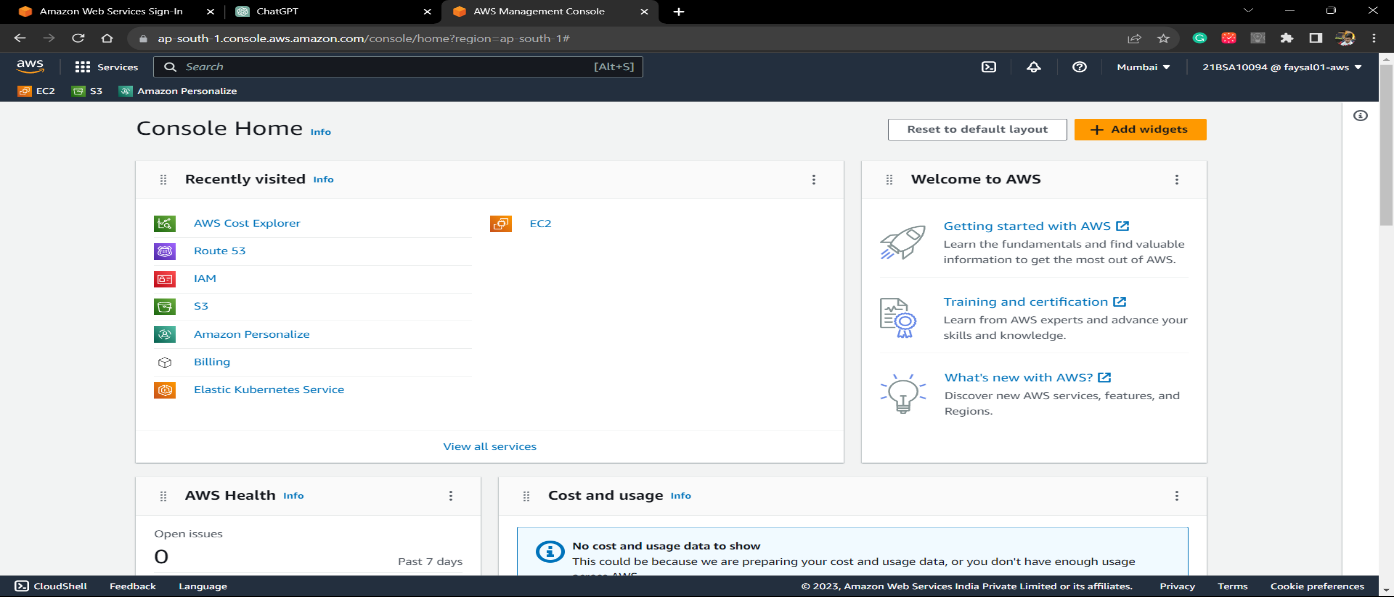 Amazon Web Services Sign-In
ChatGPT
AWS Management Console
ap-south-1.console.aws.amazon.com/console/home?region=ap-south-1#
aws
Services
Search
[Alt+S]
Mumbai
21BSA10094 @ faysal01-aws
EC2
S3
Amazon Personalize
Console Home Info
Reset to default layout
Add widgets
Recently visited Info
AWS Cost Explorer
Route 53
IAM
S3
Amazon Personalize
Billing
Elastic Kubernetes Service
EC2
View all services
Welcome to AWS
Getting started with AWS
Learn the fundamentals and find valuable
information to get the most out of AWS.
Training and certification
Learn from AWS experts and advance your
skills and knowledge.
What's new with AWS?
Discover new AWS services, features, and
Regions.
AWS Health Info
Open issues
0
Past 7 days
Cost and usage Info
No cost and usage data to show
This could be because we are preparing your cost and usage data, or you don't have enough usage
across AWS.
CloudShell
Feedback
Language
© 2023, Amazon Web Services India Private Limited or its affiliates.
Privacy
Terms
Cookie preferences